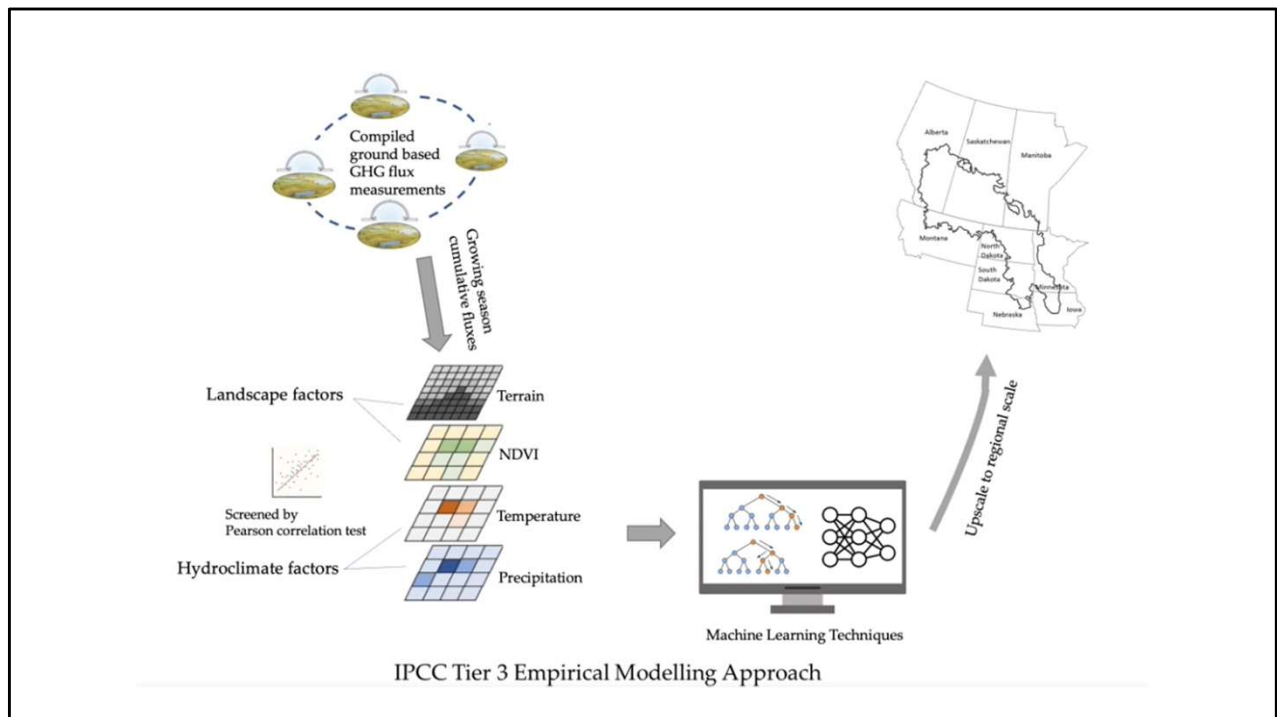 Compiled
ground based
GHG flux
measurements
Growing season
cumulative fluxes
Landscape factors
Terrain
NDVI
Screened by
Pearson correlation test
Temperature
Hydroclimate factors
Precipitation
Machine Learning Techniques
Upscale to regional scale
Alberta
Saskatchewan
Manitoba
Montane
North
Dakota
South
Dakota
Minnesota
Nebraska
Iowa
IPCC Tier 3 Empirical Modelling Approach